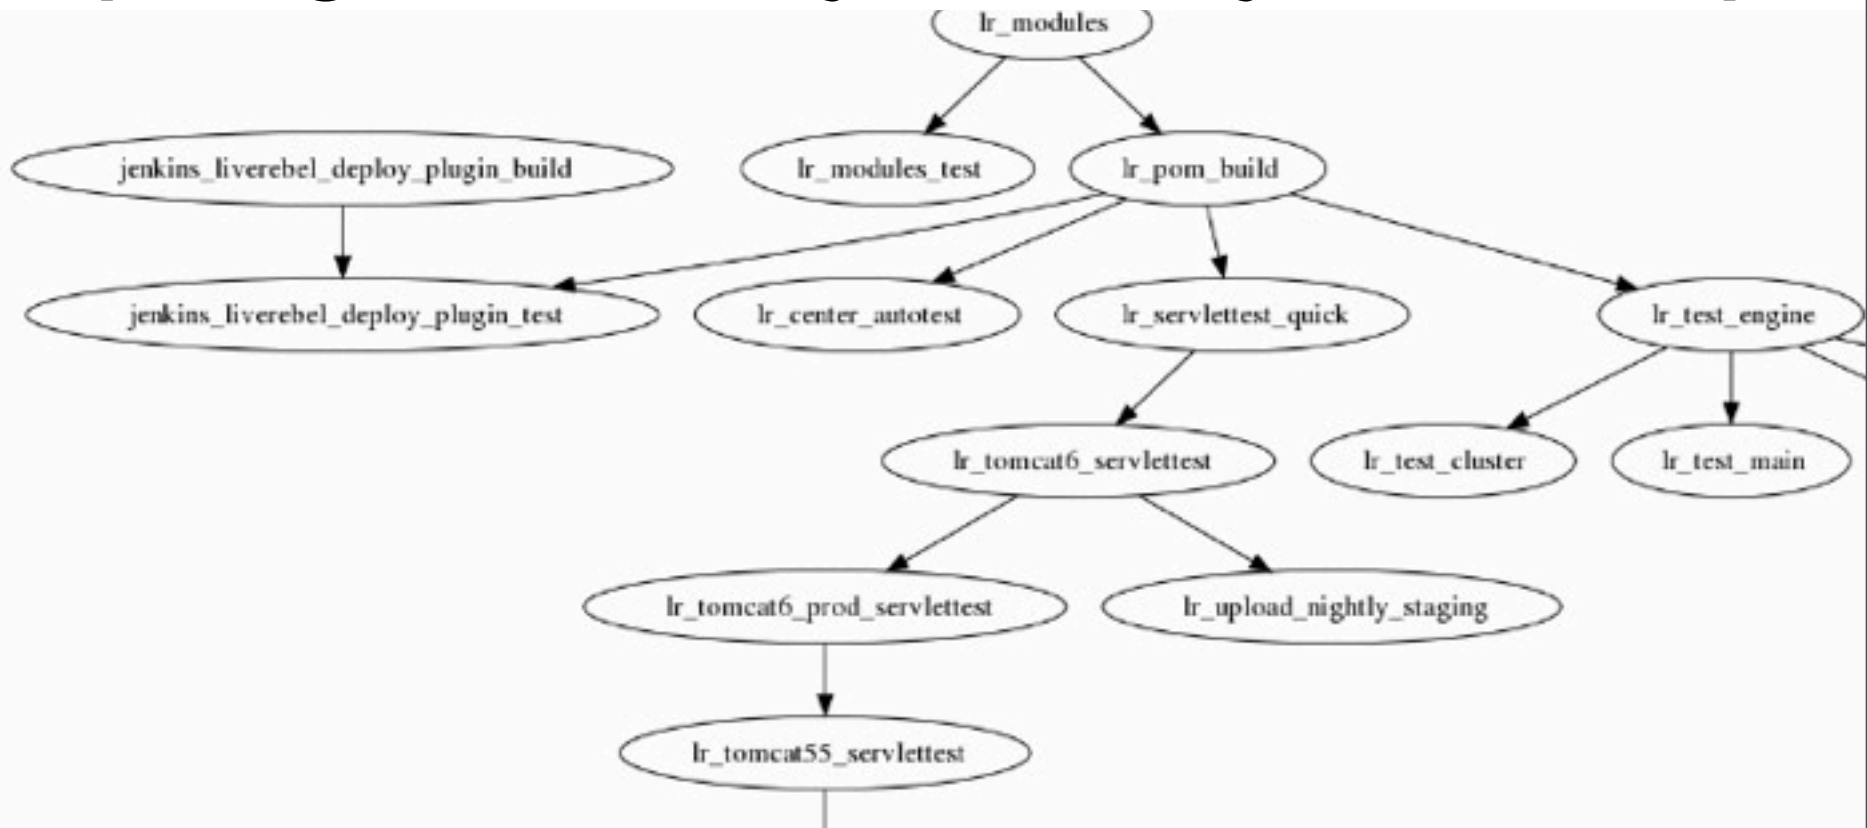 lr_modules
jenkins_liverebel_deploy_plugin_build
lr_modules_test
lr_pom_build
jenkins_liverebel_deploy_plugin_test
lr_center_autotest
lr_servlettest_quick
lr_test_engine
lr_tomcat6_servlettest
lr_test_cluster
lr_test_main
lr_tomcat6_prod_servlettest
lr_upload_nightly_staging
lr_tomcat55_servlettest